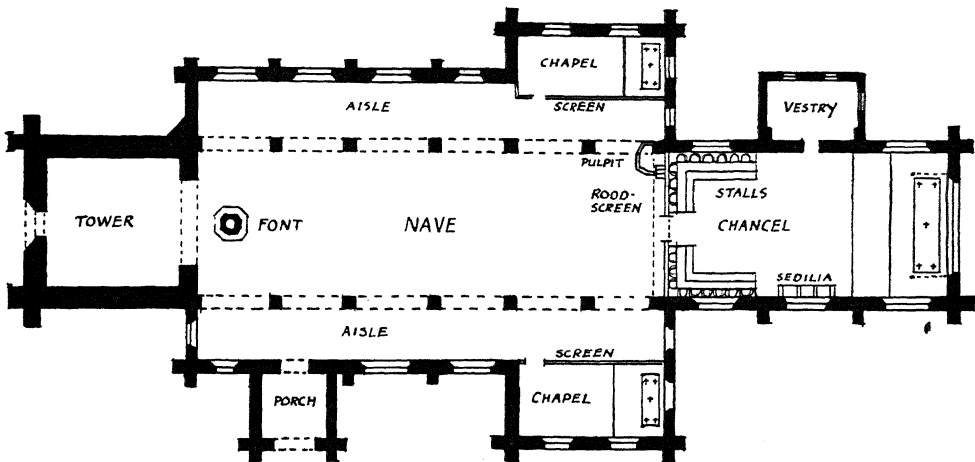 CHAPEL
AISLE
SCREEN
VESTRY
PULPIT
ROOD-
SCREEN
STALLS
TOWER
FONT
NAVE
CHANCEL
SEDILIA
AISLE
SCREEN
PORCH
CHAPEL